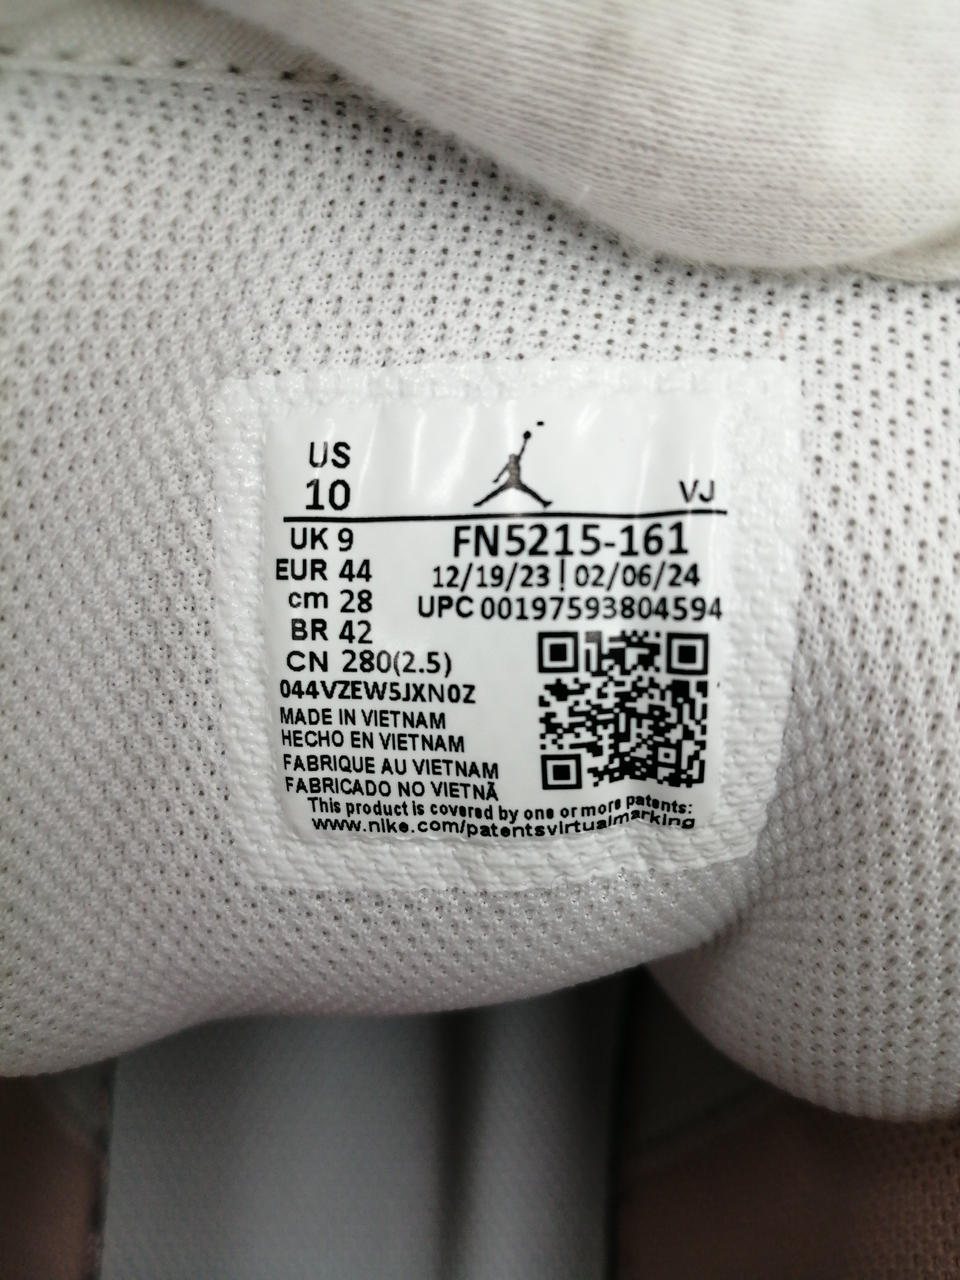 US
10
VJ
UK 9
EUR 44
cm 28
BR 42
CN 280(2.5)
FN5215-161
12/19/23 | 02/06/24
UPC 00197593804594
044VZEW5JXN0Z
MADE IN VIETNAM
HECHO EN VIETNAM
FABRIQUE AU VIETNAM
FABRICADO NO VIETNÃ
This product is covered by one or more patents:
www.nike.com/patentsvirtualmarking